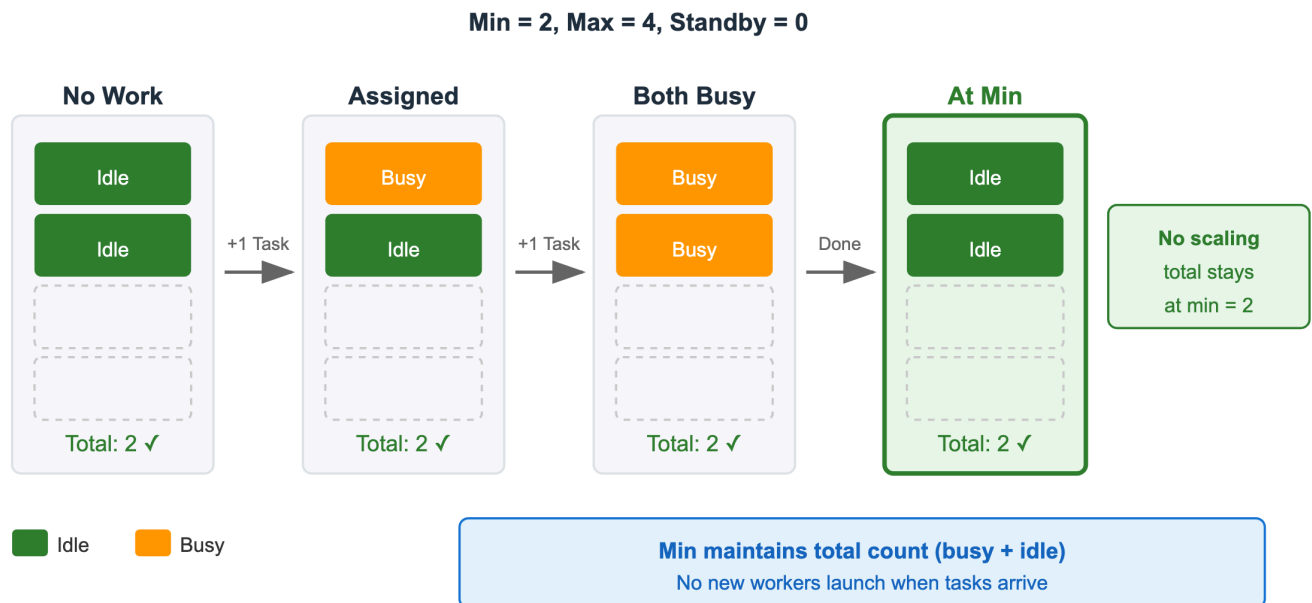 Min = 2, Max = 4, Standby = 0
No Work
Idle
Idle
Total: 2 ✓
+1 Task
Assigned
Busy
Idle
Total: 2 ✓
+1 Task
Both Busy
Busy
Busy
Total: 2 ✓
Done
At Min
Idle
Idle
Total: 2 ✓
No scaling
total stays
at min = 2
Idle
Busy
Min maintains total count (busy + idle)
No new workers launch when tasks arrive